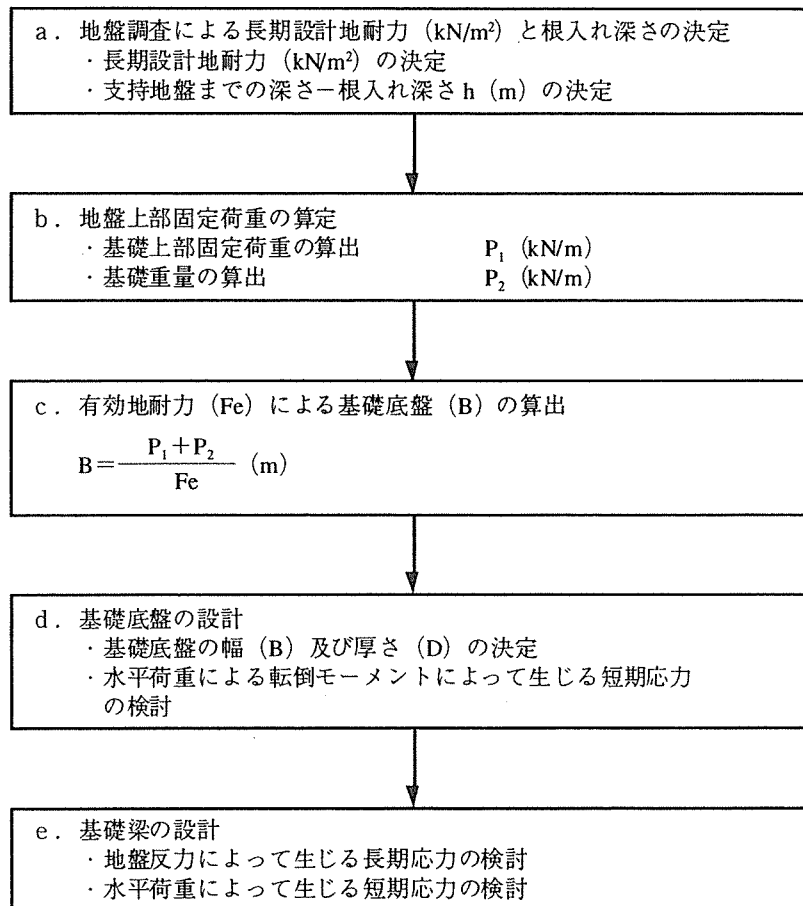 a．地盤調査による長期設計地耐力（kN/m²）と根入れ深さの決定
・長期設計地耐力（kN/m²）の決定
・支持地盤までの深さ－根入れ深さ h（m）の決定
b．地盤上部固定荷重の算定
・基礎上部固定荷重の算出 P₁（kN/m）
・基礎重量の算出 P₂（kN/m）
c．有効地耐力（Fe）による基礎底盤（B）の算出
P₁＋P₂
B＝ （m）
Fe
d．基礎底盤の設計
・基礎底盤の幅（B）及び厚さ（D）の決定
・水平荷重による転倒モーメントによって生じる短期応力
の検討
e．基礎梁の設計
・地盤反力によって生じる長期応力の検討
・水平荷重によって生じる短期応力の検討